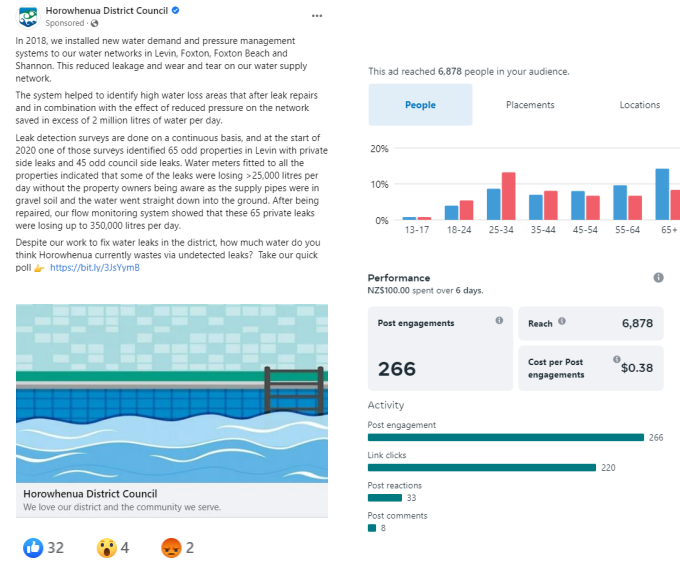 Horowhenua District Council
Sponsored ·
In 2018, we installed new water demand and pressure management
systems to our water networks in Levin, Foxton, Foxton Beach and
Shannon. This reduced leakage and wear and tear on our water supply
network.
The system helped to identify high water loss areas that after leak repairs
and in combination with the effect of reduced pressure on the network
saved in excess of 2 million litres of water per day.
Leak detection surveys are done on a continuous basis, and at the start of
2020 one of those surveys identified 65 odd properties in Levin with private
side leaks and 45 odd council side leaks. Water meters fitted to all the
properties indicated that some of the leaks were losing >25,000 litres per
day without the property owners being aware as the supply pipes were in
gravel soil and the water went straight down into the ground. After being
repaired, our flow monitoring system showed that these 65 private leaks
were losing up to 350,000 litres per day.
Despite our work to fix water leaks in the district, how much water do you
think Horowhenua currently wastes via undetected leaks? Take our quick
poll 👉 https://bit.ly/3JsYymB
Horowhenua District Council
We love our district and the community we serve.
32
4
2
This ad reached 6,878 people in your audience.
People
Placements
Locations
20%
10%
0%
13-17
18-24
25-34
35-44
45-54
55-64
65+
Performance
NZ$100.00 spent over 6 days.
Post engagements
266
Reach
6,878
Cost per Post
engagements
$0.38
Activity
Post engagement
266
Link clicks
220
Post reactions
33
Post comments
8